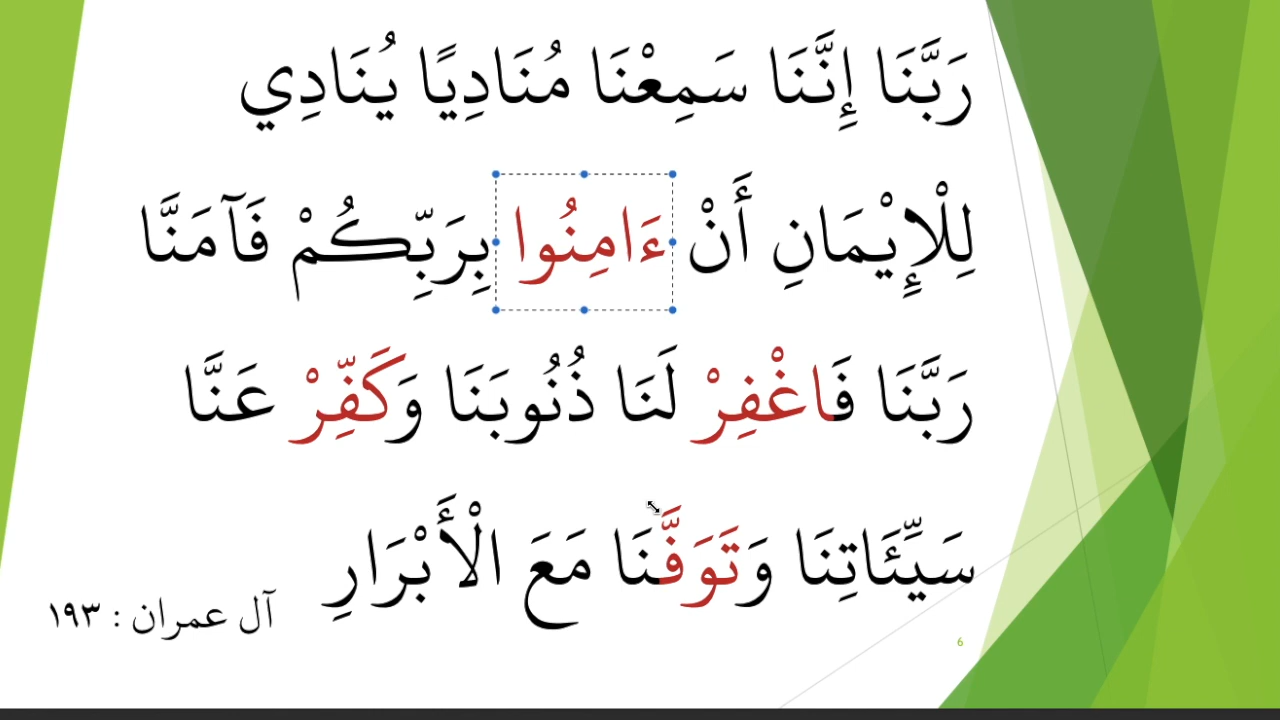 رَبَّنَا إِنَّنَا سَمِعْنَا مُنَادِيًا يُنَادِي
لِلْإِيْمَانِ أَنْ ءَامِنُوا بِرَبِّكُمْ فَآمَنَّا
رَبَّنَا فَاغْفِرْ لَنَا ذُنُوبَنَا وَكَفِّرْ عَنَّا
سَيِّئَاتِنَا وَتَوَفَّنَا مَعَ الْأَبْرَارِ
آل عمران : ١٩٣
6